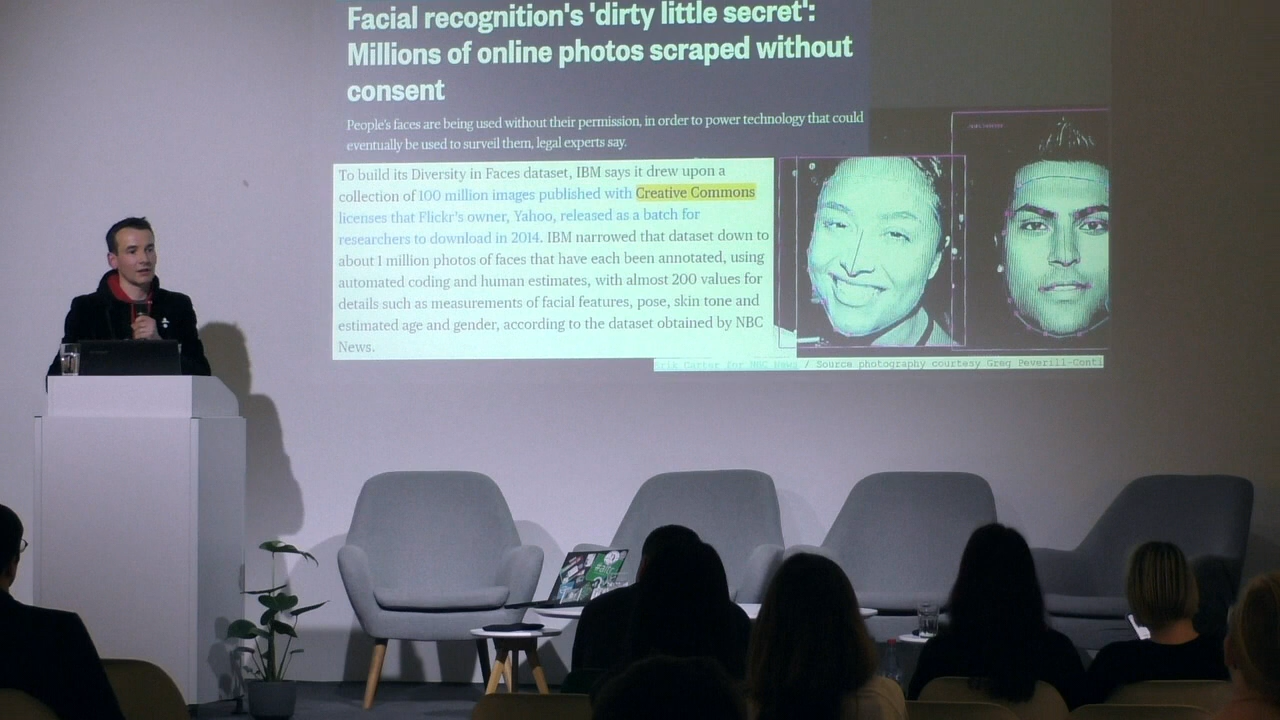 Facial recognition's 'dirty little secret':
Millions of online photos scraped without
consent
People's faces are being used without their permission, in order to power technology that could
eventually be used to surveil them, legal experts say.
To build its Diversity in Faces dataset, IBM says it drew upon a
collection of 100 million images published with Creative Commons
licenses that Flickr's owner, Yahoo, released as a batch for
researchers to download in 2014. IBM narrowed that dataset down to
about 1 million photos of faces that have each been annotated, using
automated coding and human estimates, with almost 200 values for
details such as measurements of facial features, pose, skin tone and
estimated age and gender, according to the dataset obtained by NBC
News.
Erik Carter for NBC News / Source photography courtesy Greg Peverill-Conti